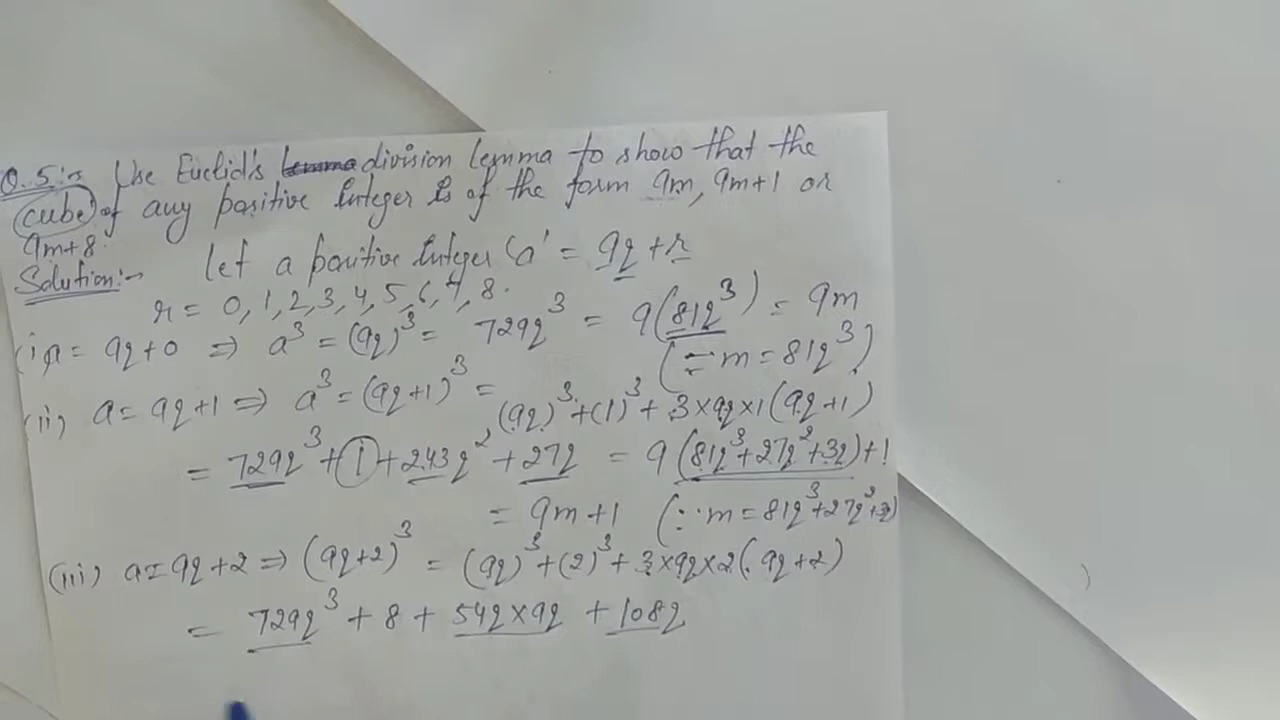 Q.5:- Use Euclid's lemma division lemma to show that the
cube of any positive integer is of the form 9m, 9m+1 or
9m+8.
Solution:- Let a positive integer 'a' = 9q + r
r = 0, 1, 2, 3, 4, 5, 6, 7, 8.
(i) a = 9q+0 ⇒ a³ = (9q)³ = 729q³ = 9(81q³) = 9m
(∵ m = 81q³)
(ii) a = 9q+1 ⇒ a³ = (9q+1)³ =
(9q)³+(1)³+3×9q×1(9q+1)
= 729q³+1+243q²+27q = 9(81q³+27q²+3q)+1
= 9m+1 (∵ m = 81q³+27q²+3q)
(iii) a = 9q+2 ⇒ (9q+2)³ = (9q)³+(2)³+3×9q×2(9q+2)
= 729q³ + 8 + 54q×9q + 108q